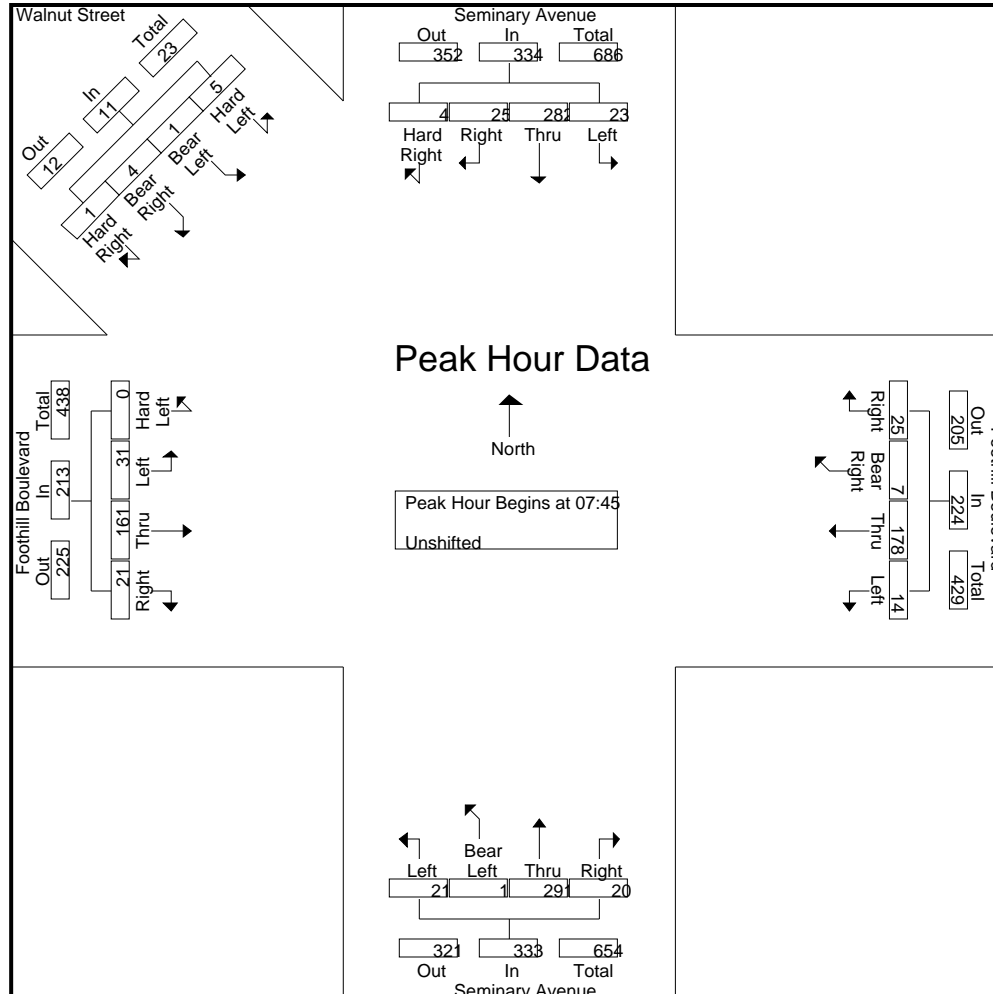 Walnut Street
Total
23
In
11
Out
12
5
1
4
1
Hard
Left
Bear
Left
Bear
Right
Hard
Right
Seminary Avenue
Out In Total
352 334 686
4 25 282 23
Hard
Right
Right Thru Left
Peak Hour Data
North
Peak Hour Begins at 07:45
Unshifted
Foothill Boulevard
Total
438
In
213
Out
225
0
31
161
21
Hard
Left
Left
Thru
Right
Right
Bear
Right
Thru
Left
25
7
178
14
Out
205
In
224
Total
429
Left
Bear
Left
Thru Right
21 1 291 20
321 333 654
Out In Total
Seminary Avenue